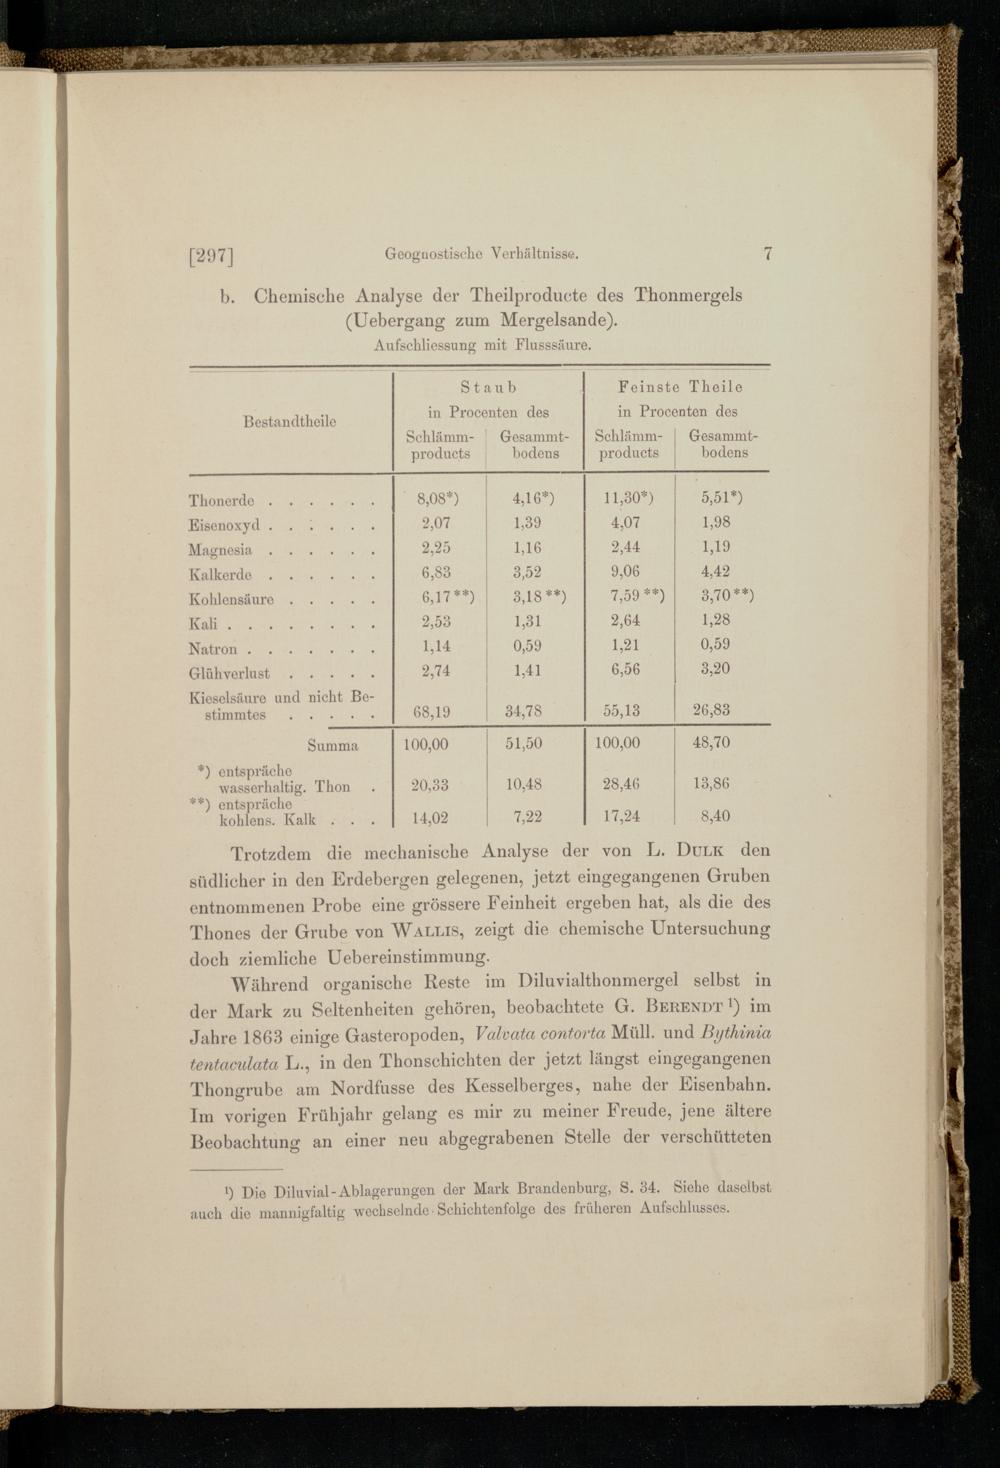 [297] Geognostische Verhältnisse. 7
b. Chemische Analyse der Theilproducte des Thonmergels
(Uebergang zum Mergelsande).
Aufschliessung mit Flusssäure.
Bestandtheile
Staub
in Procenten des
Schlämm-products
Gesammt-bodens
Feinste Theile
in Procenten des
Schlämm-products
Gesammt-bodens
Thonerde . . . . . . 8,08*) 4,16*) 11,30*) 5,51*)
Eisenoxyd . . . . . . 2,07 1,39 4,07 1,98
Magnesia . . . . . . 2,25 1,16 2,44 1,19
Kalkerde . . . . . . 6,83 3,52 9,06 4,42
Kohlensäure . . . . . 6,17**) 3,18**) 7,59**) 3,70**)
Kali . . . . . . . . 2,53 1,31 2,64 1,28
Natron . . . . . . . 1,14 0,59 1,21 0,59
Glühverlust . . . . . 2,74 1,41 6,56 3,20
Kieselsäure und nicht Be-
stimmtes . . . . . 68,19 34,78 55,13 26,83
Summa 100,00 51,50 100,00 48,70
*) entspräche
wasserhaltig. Thon . 20,33 10,48 28,46 13,86
**) entspräche
kohlens. Kalk . . . 14,02 7,22 17,24 8,40
Trotzdem die mechanische Analyse der von L. Dulk den
südlicher in den Erdebergen gelegenen, jetzt eingegangenen Gruben
entnommenen Probe eine grössere Feinheit ergeben hat, als die des
Thones der Grube von Wallis, zeigt die chemische Untersuchung
doch ziemliche Uebereinstimmung.
Während organische Reste im Diluvialthonmergel selbst in
der Mark zu Seltenheiten gehören, beobachtete G. Berendt ¹) im
Jahre 1863 einige Gasteropoden, Valvata contorta Müll. und Bythinia
tentaculata L., in den Thonschichten der jetzt längst eingegangenen
Thongrube am Nordfusse des Kesselberges, nahe der Eisenbahn.
Im vorigen Frühjahr gelang es mir zu meiner Freude, jene ältere
Beobachtung an einer neu abgegrabenen Stelle der verschütteten
¹) Die Diluvial-Ablagerungen der Mark Brandenburg, S. 34. Siehe daselbst
auch die mannigfaltig wechselnde Schichtenfolge des früheren Aufschlusses.